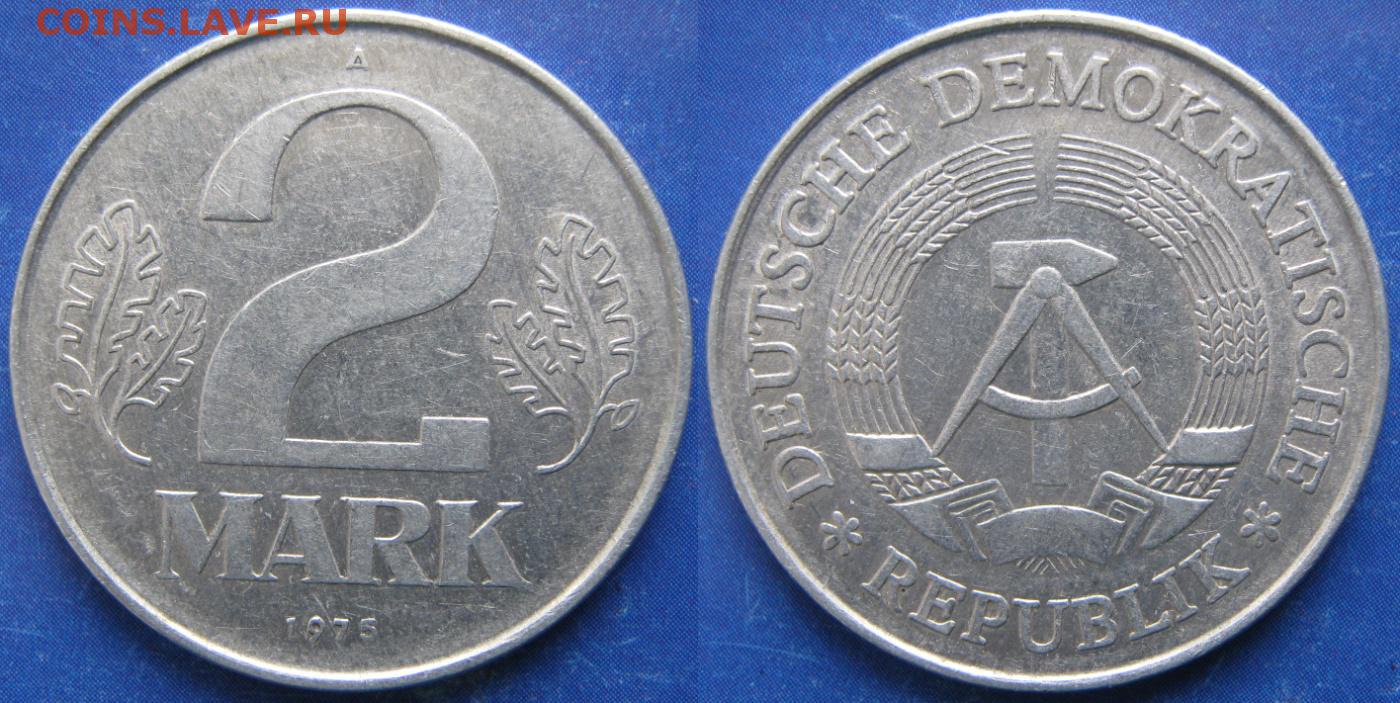 COINS.LAVE.RU
A
2
MARK
1975
DEUTSCHE DEMOKRATISCHE
* REPUBLIK *